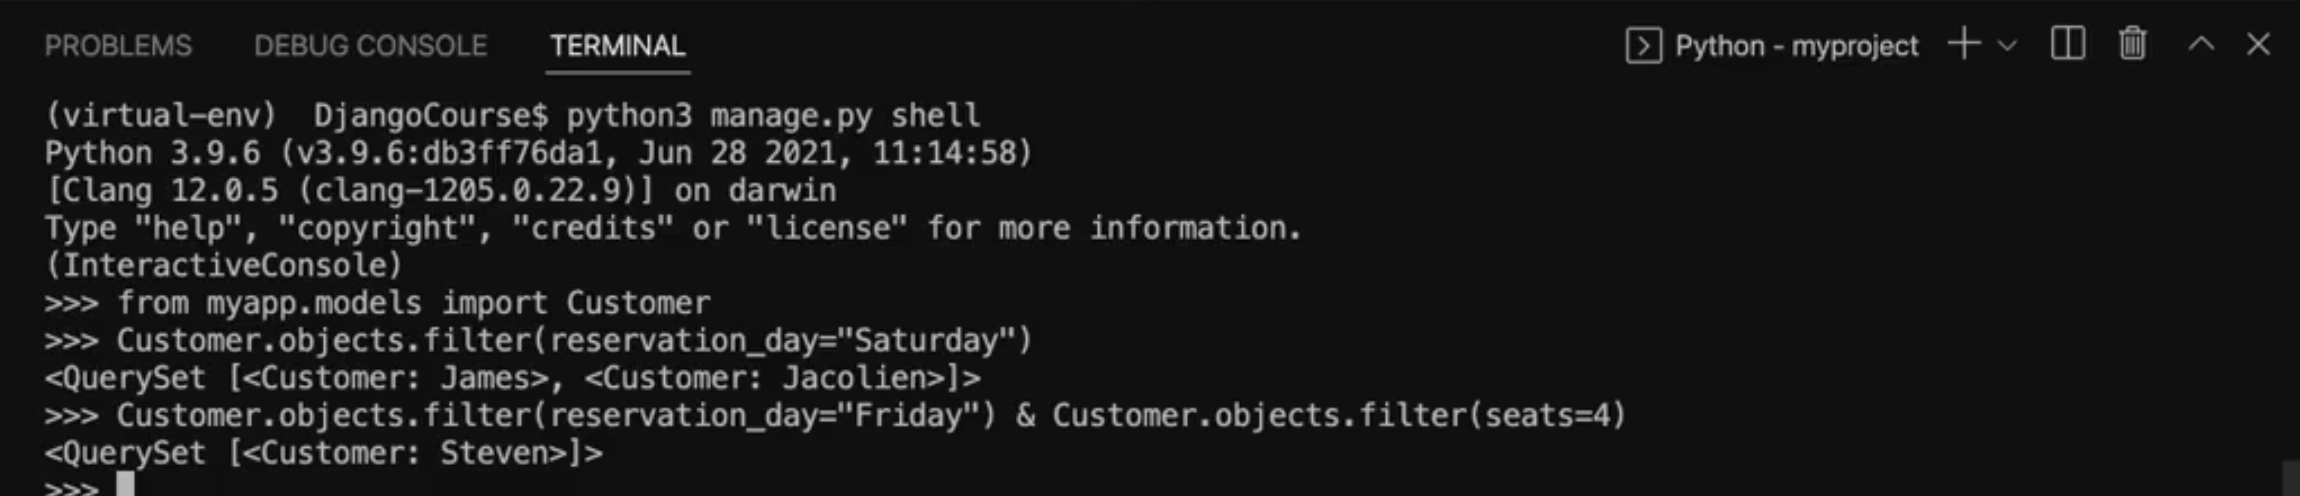 PROBLEMS DEBUG CONSOLE TERMINAL Python - myproject
(virtual-env) DjangoCourse$ python3 manage.py shell
Python 3.9.6 (v3.9.6:db3ff76da1, Jun 28 2021, 11:14:58)
[Clang 12.0.5 (clang-1205.0.22.9)] on darwin
Type "help", "copyright", "credits" or "license" for more information.
(InteractiveConsole)
>>> from myapp.models import Customer
>>> Customer.objects.filter(reservation_day="Saturday")
<QuerySet [<Customer: James>, <Customer: Jacolien>]>
>>> Customer.objects.filter(reservation_day="Friday") & Customer.objects.filter(seats=4)
<QuerySet [<Customer: Steven>]>
>>>